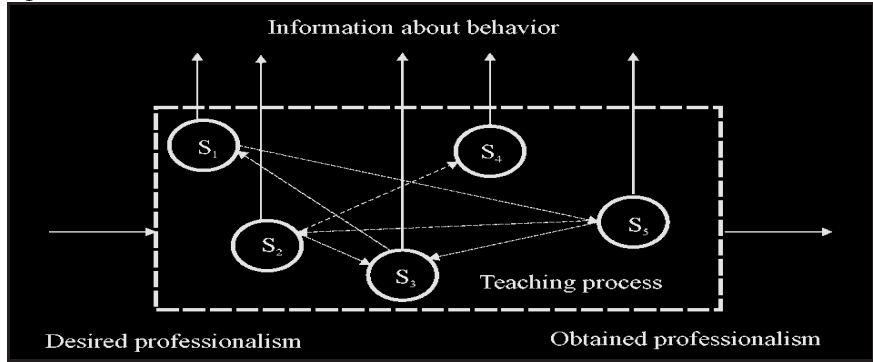 Information about behavior
S₁
S₄
S₂
S₅
S₃
Teaching process
Desired professionalism
Obtained professionalism